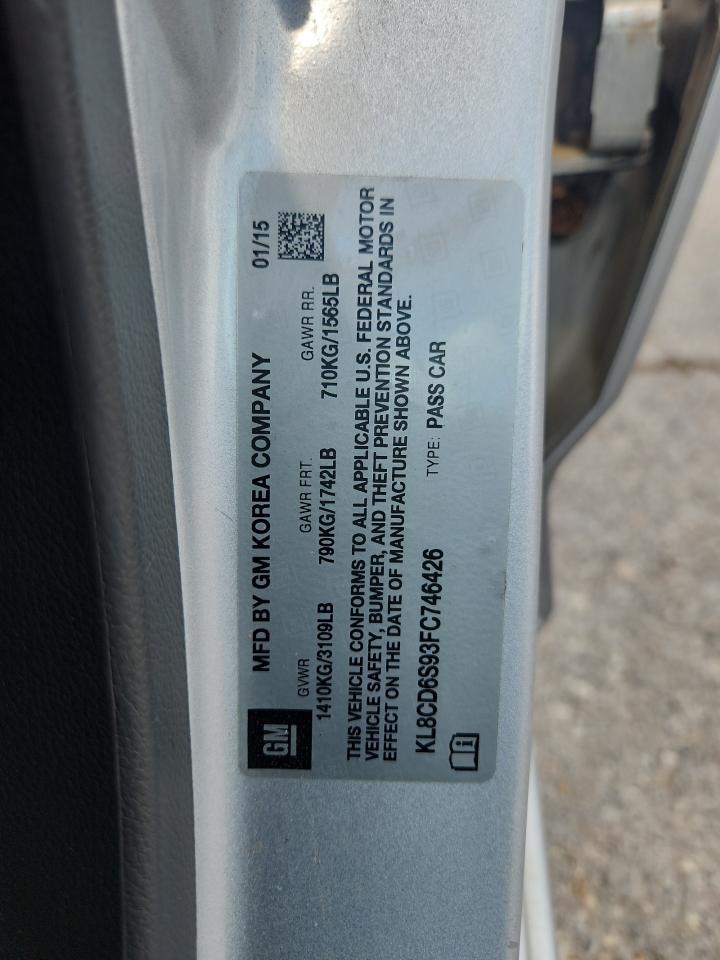 GM
MFD BY GM KOREA COMPANY 01/15
GVWR GAWR FRT. GAWR RR.
1410KG/3109LB 790KG/1742LB 710KG/1565LB
THIS VEHICLE CONFORMS TO ALL APPLICABLE U.S. FEDERAL MOTOR
VEHICLE SAFETY, BUMPER, AND THEFT PREVENTION STANDARDS IN
EFFECT ON THE DATE OF MANUFACTURE SHOWN ABOVE.
KL8CD6S93FC746426 TYPE: PASS CAR